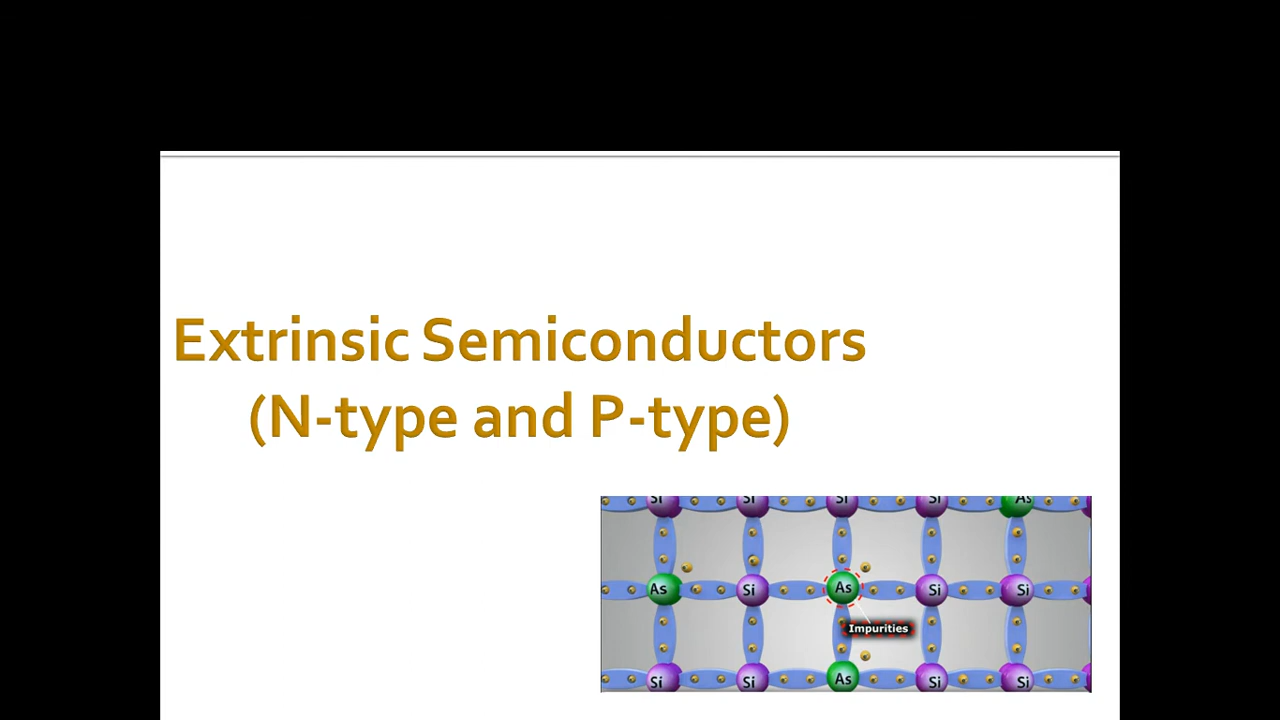 Extrinsic Semiconductors
(N-type and P-type)
Si Si Si Si As
As Si As Si Si
Impurities
Si Si As Si Si